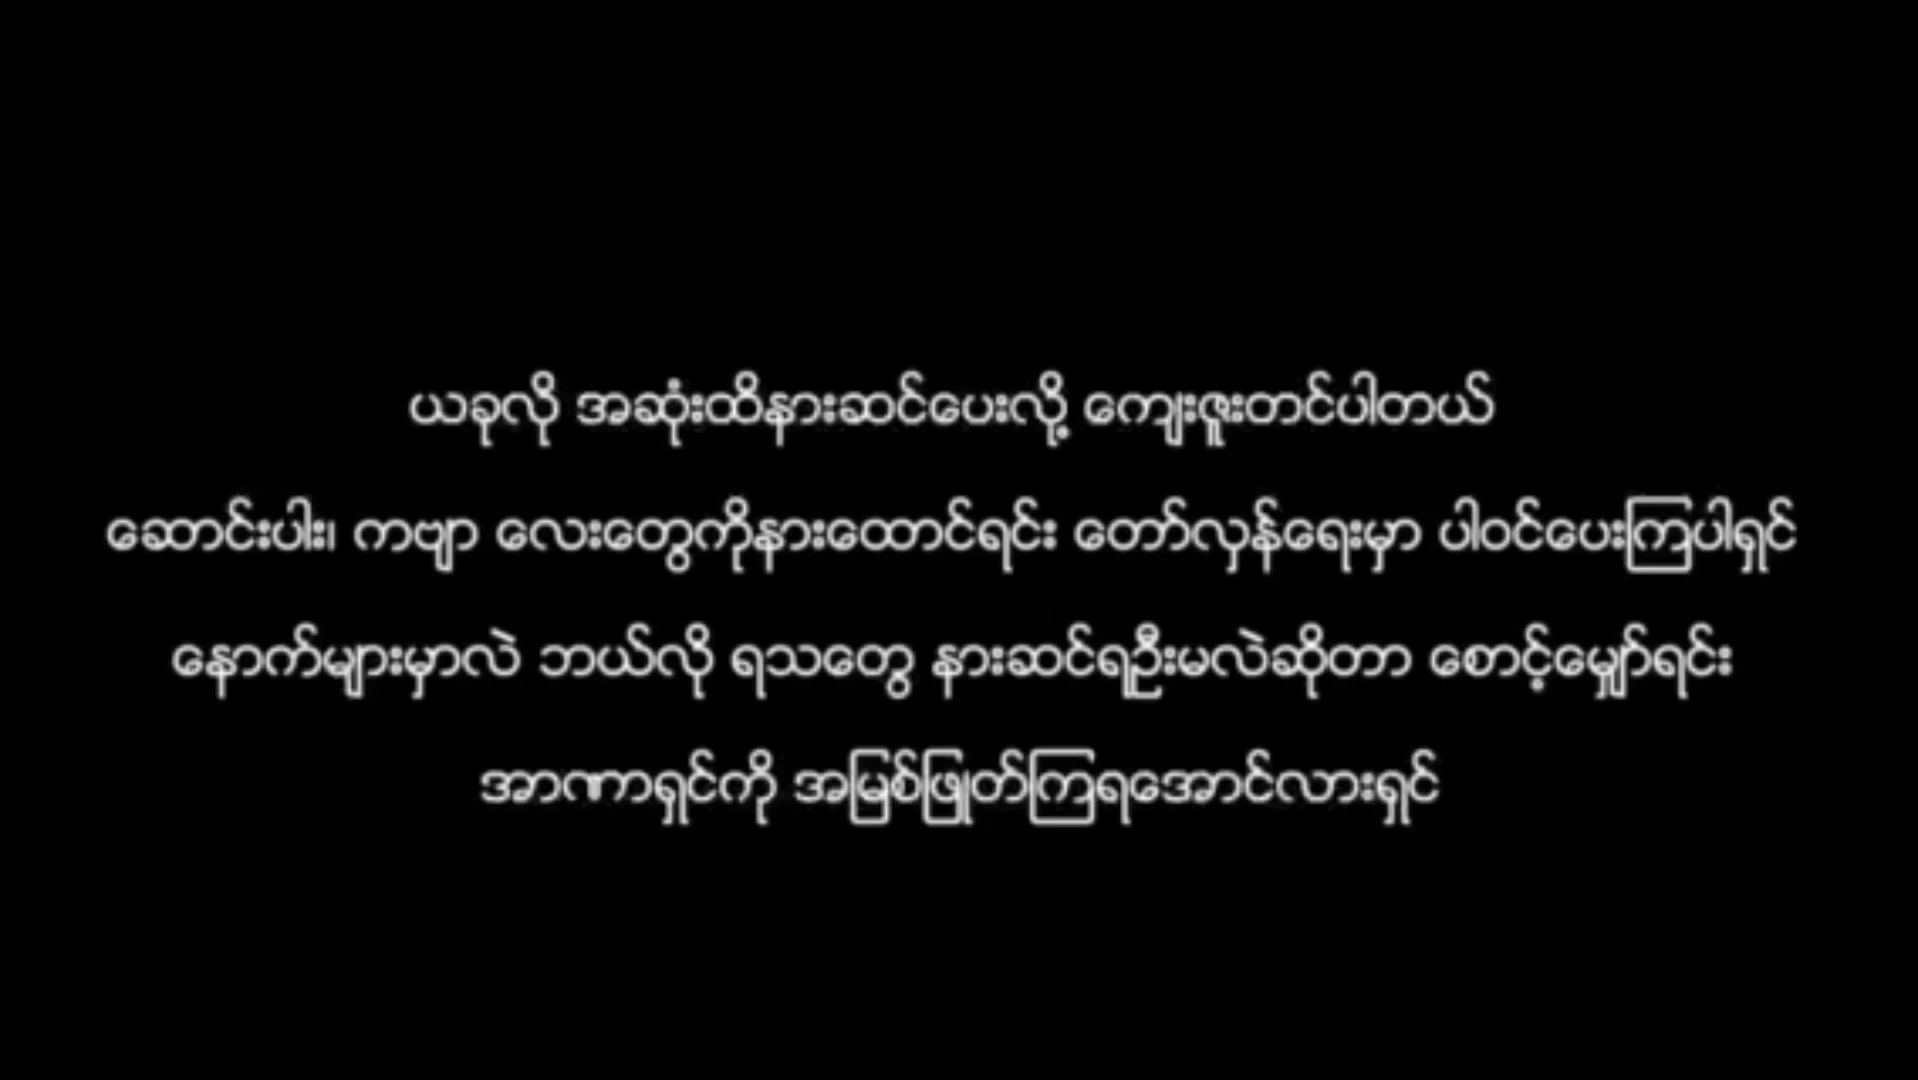 ယခုလို အဆုံးထိနားဆင်ပေးလို့ ကျေးဇူးတင်ပါတယ်
ဆောင်းပါး၊ ကဗျာ လေးတွေကိုနားထောင်ရင်း တော်လှန်ရေးမှာ ပါဝင်ပေးကြပါရှင်
နောက်များမှာလဲ ဘယ်လို ရသတွေ နားဆင်ရဦးမလဲဆိုတာ စောင့်မျှော်ရင်း
အာဏာရှင်ကို အမြစ်ဖြုတ်ကြရအောင်လားရှင်